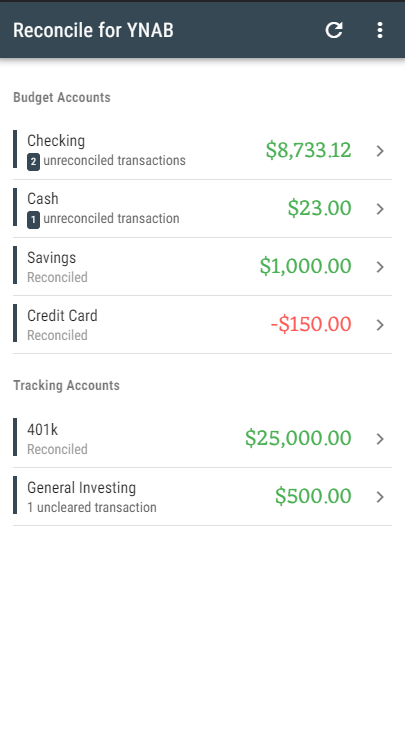 Reconcile for YNAB
Budget Accounts
Checking
2 unreconciled transactions
$8,733.12
Cash
1 unreconciled transaction
$23.00
Savings
Reconciled
$1,000.00
Credit Card
Reconciled
-$150.00
Tracking Accounts
401k
Reconciled
$25,000.00
General Investing
1 uncleared transaction
$500.00